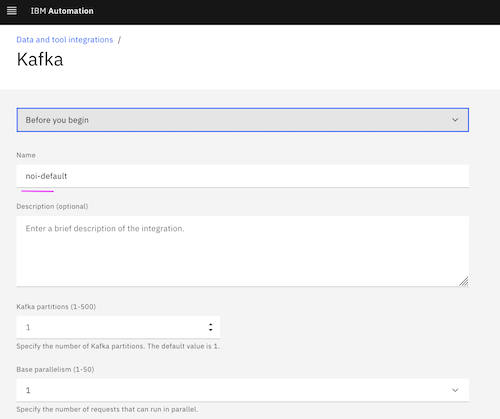 IBM Automation
Data and tool integrations /
Kafka
Before you begin
Name
noi-default
Description (optional)
Enter a brief description of the integration.
Kafka partitions (1-500)
1
Specify the number of Kafka partitions. The default value is 1.
Base parallelism (1-50)
1
Specify the number of requests that can run in parallel.